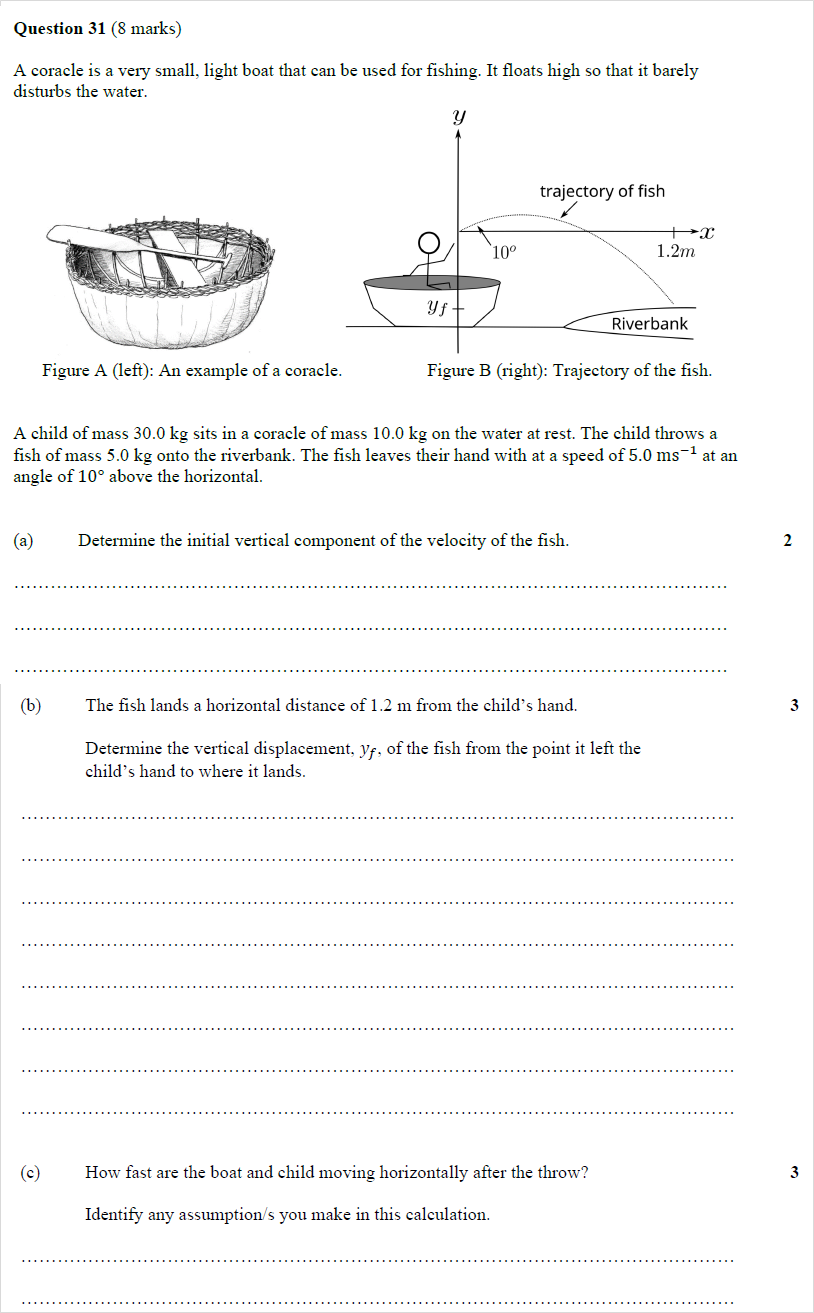 Question 31 (8 marks)
A coracle is a very small, light boat that can be used for fishing. It floats high so that it barely
disturbs the water.
y
trajectory of fish
x
10°
1.2m
y_f
Riverbank
Figure A (left): An example of a coracle.
Figure B (right): Trajectory of the fish.
A child of mass 30.0 kg sits in a coracle of mass 10.0 kg on the water at rest. The child throws a
fish of mass 5.0 kg onto the riverbank. The fish leaves their hand with at a speed of 5.0 ms⁻¹ at an
angle of 10° above the horizontal.
(a) Determine the initial vertical component of the velocity of the fish. 2
(b) The fish lands a horizontal distance of 1.2 m from the child's hand. 3
Determine the vertical displacement, y_f, of the fish from the point it left the
child's hand to where it lands.
(c) How fast are the boat and child moving horizontally after the throw? 3
Identify any assumption/s you make in this calculation.